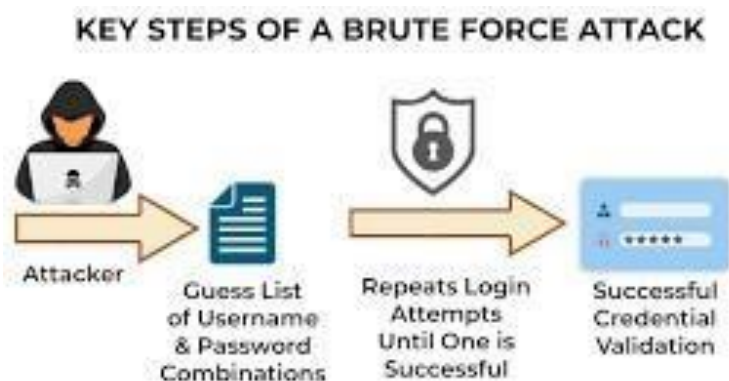 KEY STEPS OF A BRUTE FORCE ATTACK
Attacker
Guess List
of Username
& Password
Combinations
Repeats Login
Attempts
Until One is
Successful
*****
Successful
Credential
Validation